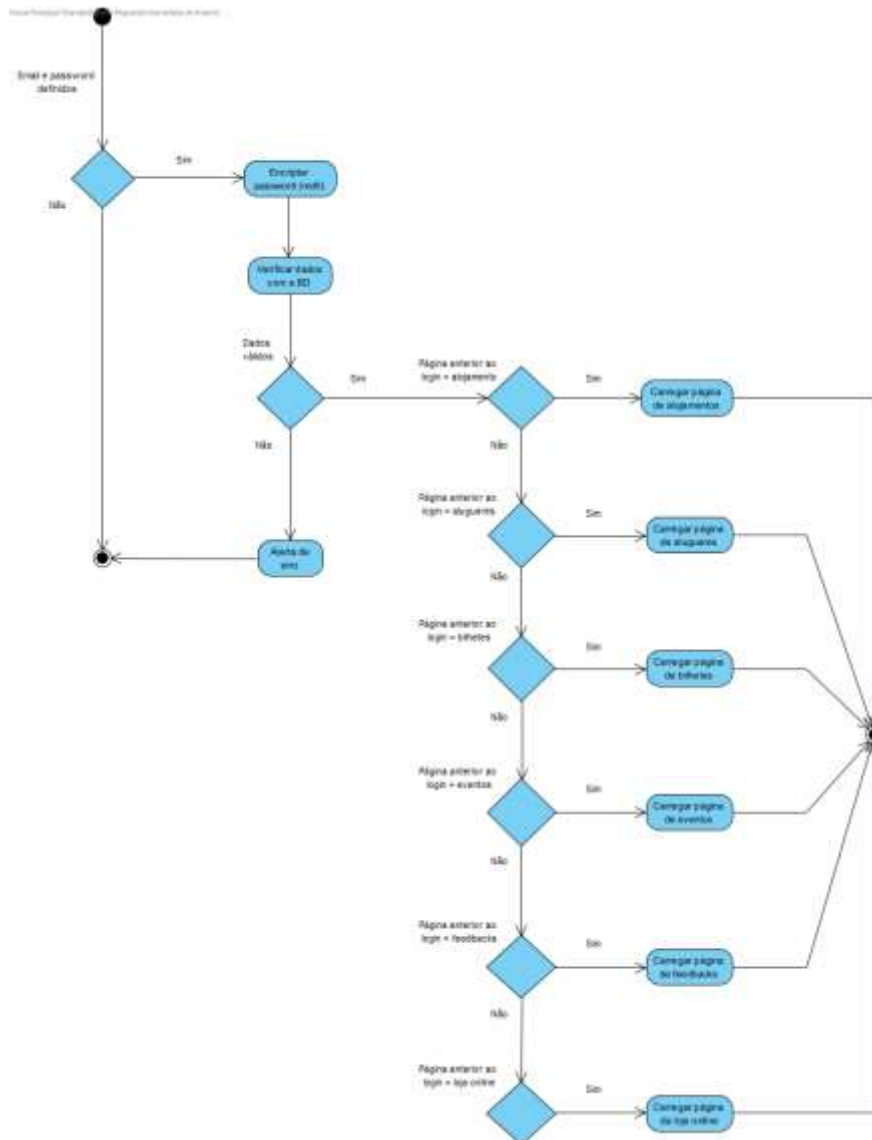 Email e password
definidos
Sim
Encriptar
password (md5)
Não
Verificar dados
com a BD
Dados
válidos
Sim
Não
Alerta de
erro
Página anterior ao
login = alojamento
Sim
Carregar página
de alojamentos
Não
Página anterior ao
login = alugueres
Sim
Carregar página
de alugueres
Não
Página anterior ao
login = bilhetes
Sim
Carregar página
de bilhetes
Não
Página anterior ao
login = eventos
Sim
Carregar página
de eventos
Não
Página anterior ao
login = feedbacks
Sim
Carregar página
de feedbacks
Não
Página anterior ao
login = loja online
Sim
Carregar página
da loja online